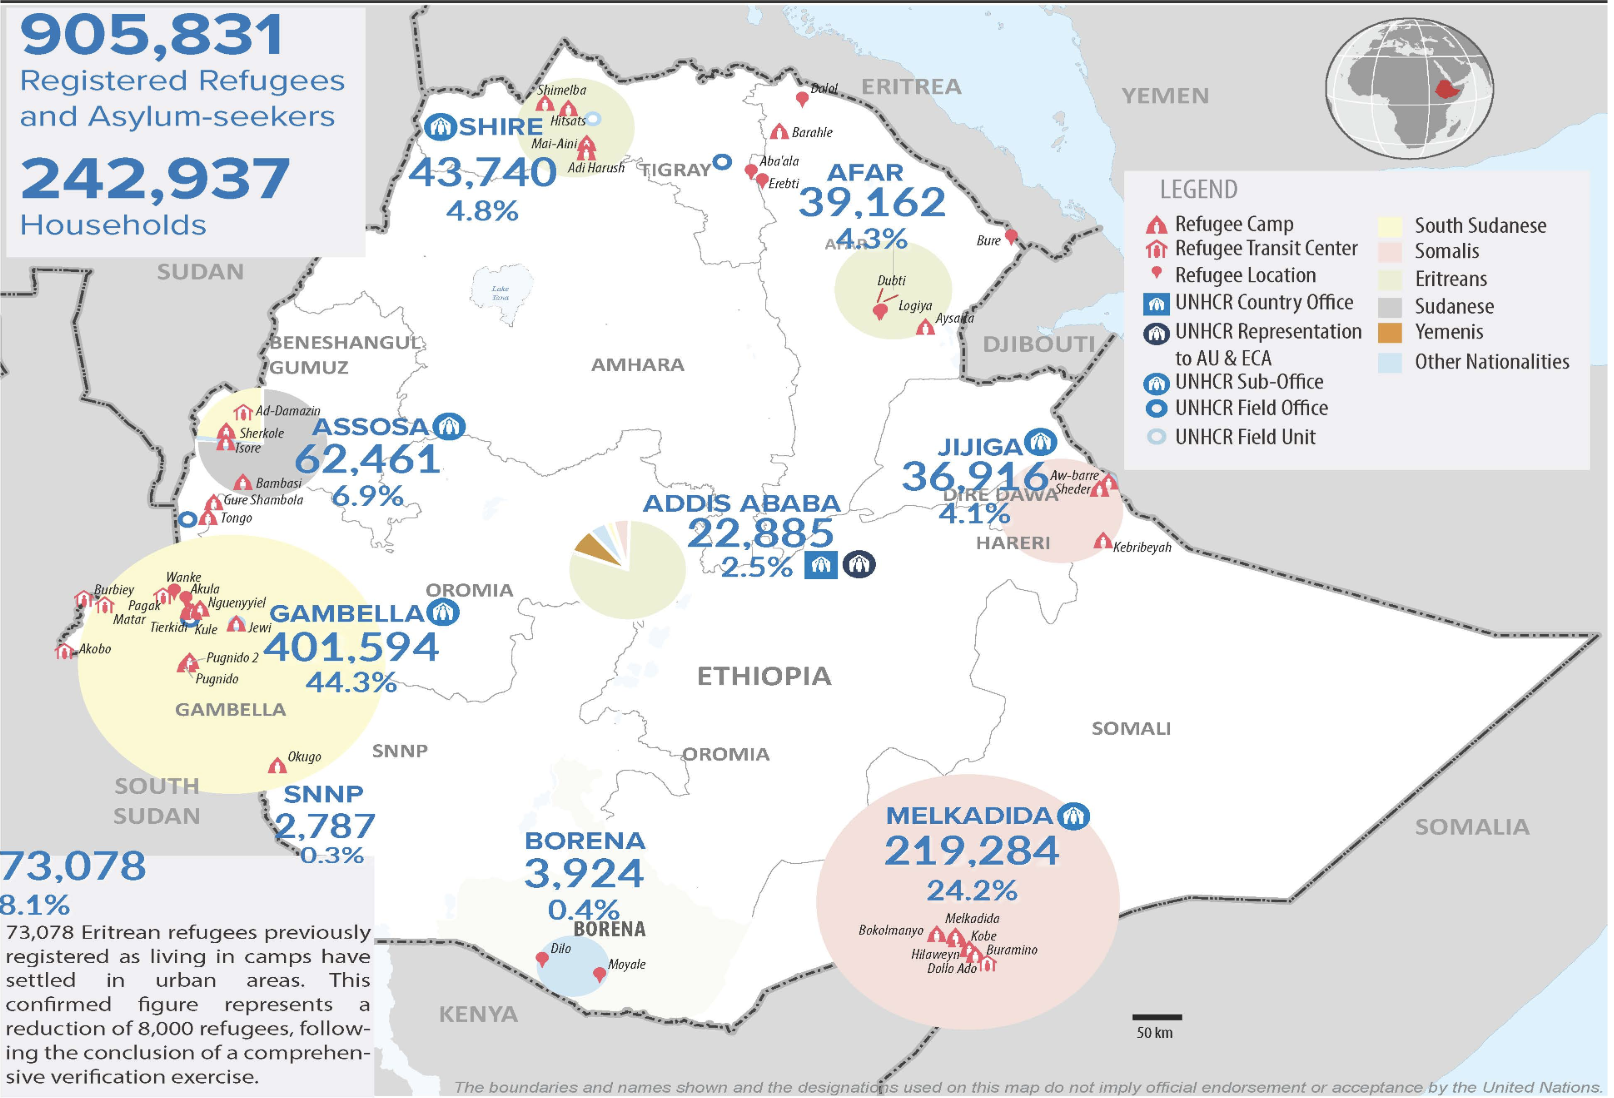 905,831
Registered Refugees
and Asylum-seekers
242,937
Households
ERITREA
YEMEN
SUDAN
Shimelba
Hitsats
Mai-Aini
Adi Harush
SHIRE
43,740
4.8%
TIGRAY
Dalol
Barahle
Aba'ala
Erebti
AFAR
39,162
4.3%
AFAR
Bure
Dubti
Logiya
Aysaita
DJIBOUTI
LEGEND
Refugee Camp
Refugee Transit Center
Refugee Location
UNHCR Country Office
UNHCR Representation
to AU & ECA
UNHCR Sub-Office
UNHCR Field Office
UNHCR Field Unit
South Sudanese
Somalis
Eritreans
Sudanese
Yemenis
Other Nationalities
Lake
Tana
BENESHANGUL
GUMUZ
AMHARA
Ad-Damazin
Sherkole
Tsore
Bambasi
Gure Shambola
Tongo
ASSOSA
62,461
6.9%
JIJIGA
36,916
4.1%
DIRE DAWA
HARERI
Aw-barre
Sheder
Kebribeyah
ADDIS ABABA
22,885
2.5%
OROMIA
Burbiey
Wanke
Akula
Pagak
Nguenyyiel
Matar
Tierkidi
Kule
Jewi
Akobo
Pugnido 2
Pugnido
GAMBELLA
401,594
44.3%
GAMBELLA
Okugo
SNNP
ETHIOPIA
OROMIA
SOMALI
SOUTH
SUDAN
SNNP
2,787
0.3%
BORENA
3,924
0.4%
BORENA
Dilo
Moyale
MELKADIDA
219,284
24.2%
Melkadida
Bokolmanyo
Kobe
Hilaweyn
Buramino
Dollo Ado
SOMALIA
KENYA
50 km
73,078
8.1%
73,078 Eritrean refugees previously
registered as living in camps have
settled in urban areas. This
confirmed figure represents a
reduction of 8,000 refugees, follow-
ing the conclusion of a comprehen-
sive verification exercise.
The boundaries and names shown and the designations used on this map do not imply official endorsement or acceptance by the United Nations.